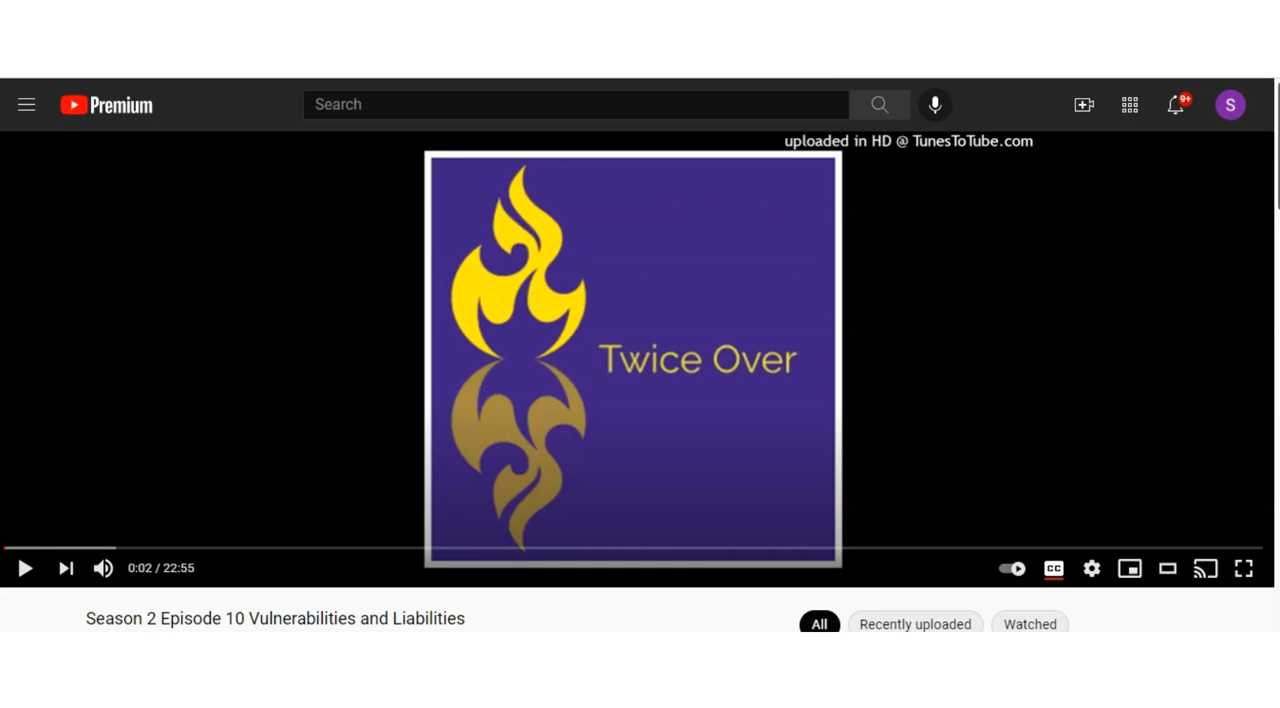 Premium
Search
9+
S
uploaded in HD @ TunesToTube.com
Twice Over
0:02 / 22:55
CC
Season 2 Episode 10 Vulnerabilities and Liabilities
All
Recently uploaded
Watched